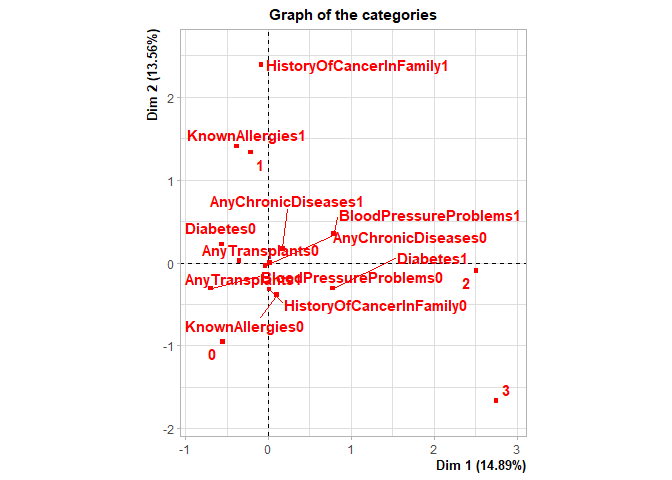 Graph of the categories
Dim 2 (13.56%)
HistoryOfCancerInFamily1
2
KnownAllergies1
1
1
AnyChronicDiseases1
BloodPressureProblems1
Diabetes0
AnyChronicDiseases0
AnyTransplants0
Diabetes1
0
BloodPressureProblems0
AnyTransplants1
2
HistoryOfCancerInFamily0
KnownAllergies0
-1
0
3
-2
-1 0 1 2 3
Dim 1 (14.89%)